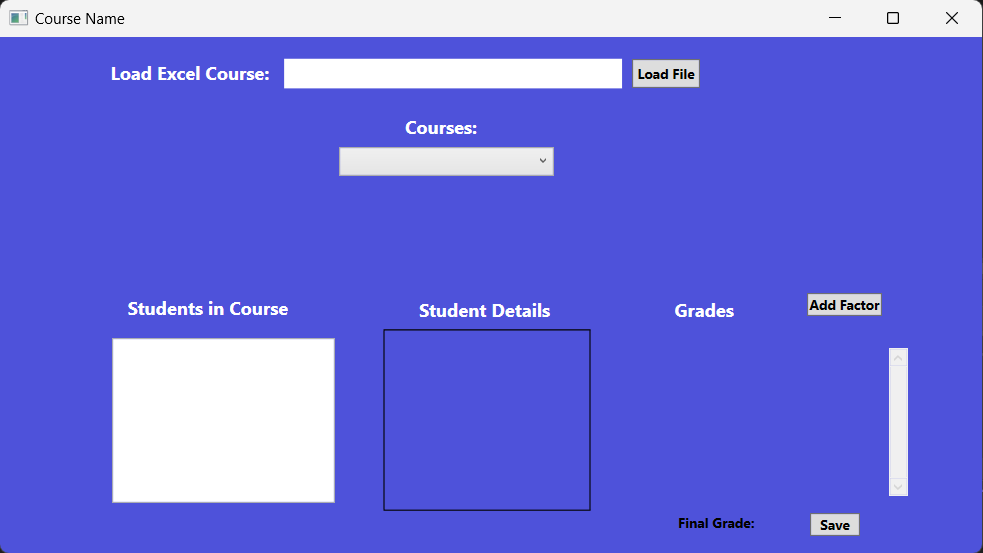 Course Name
Load Excel Course:
Load File
Courses:
Students in Course
Student Details
Grades
Add Factor
Final Grade:
Save